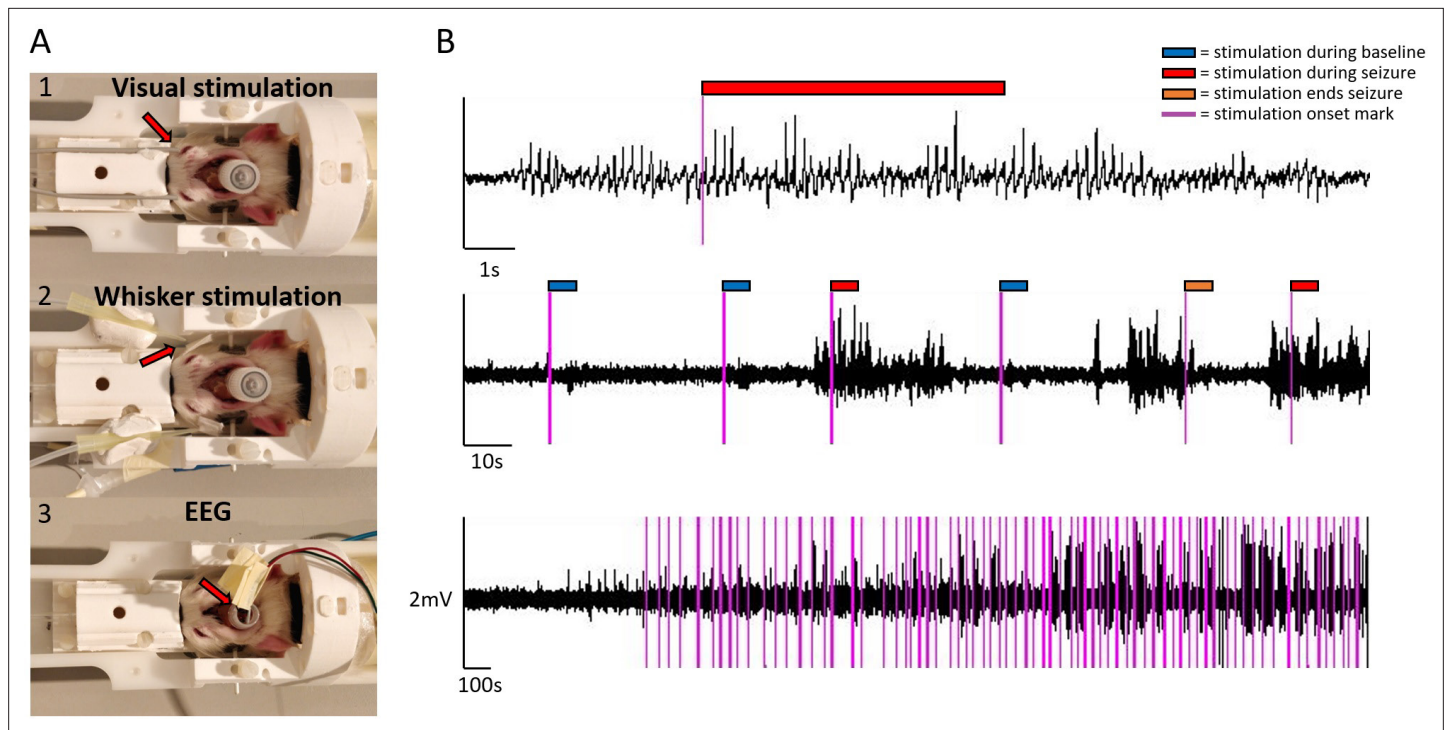 A
1
Visual stimulation
2
Whisker stimulation
3
EEG
B
= stimulation during baseline
= stimulation during seizure
= stimulation ends seizure
= stimulation onset mark
1s
10s
2mV
100s